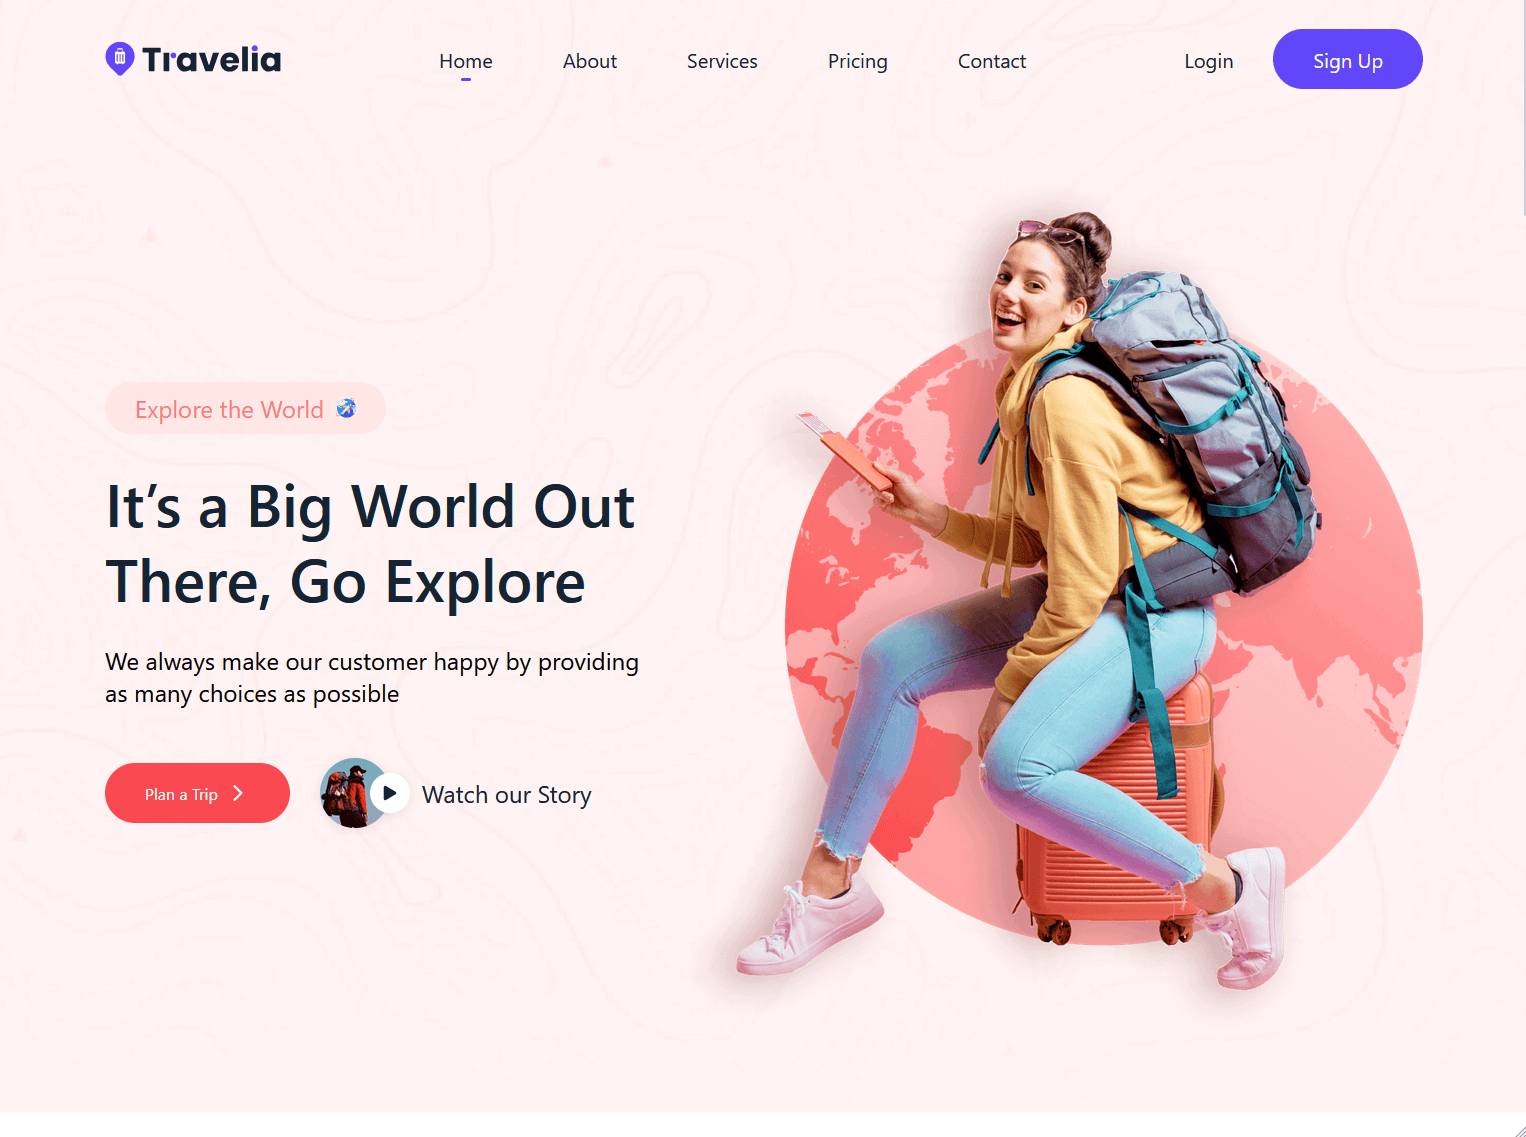 Travelia
Home
About
Services
Pricing
Contact
Login
Sign Up
Explore the World
It’s a Big World Out
There, Go Explore
We always make our customer happy by providing
as many choices as possible
Plan a Trip
Watch our Story